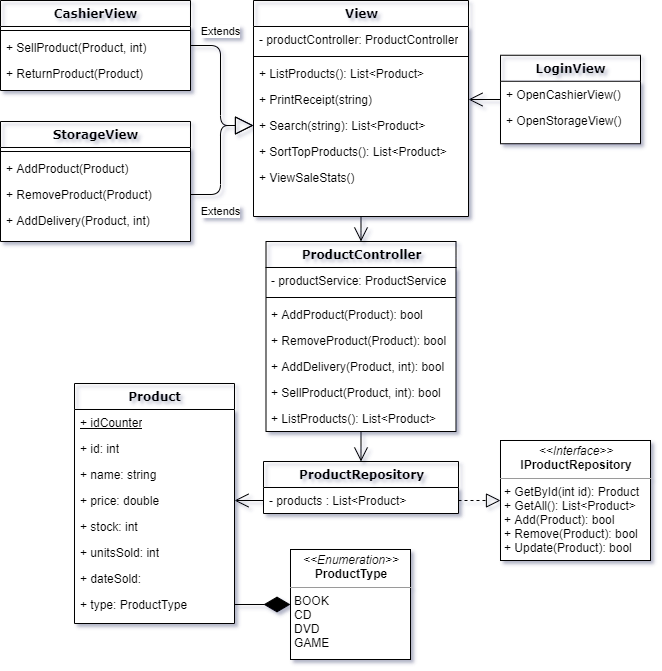 CashierView
+ SellProduct(Product, int)
+ ReturnProduct(Product)
Extends
View
- productController: ProductController
+ ListProducts(): List<Product>
+ PrintReceipt(string)
+ Search(string): List<Product>
+ SortTopProducts(): List<Product>
+ ViewSaleStats()
LoginView
+ OpenCashierView()
+ OpenStorageView()
StorageView
+ AddProduct(Product)
+ RemoveProduct(Product)
+ AddDelivery(Product, int)
Extends
ProductController
- productService: ProductService
+ AddProduct(Product): bool
+ RemoveProduct(Product): bool
+ AddDelivery(Product, int): bool
+ SellProduct(Product, int): bool
+ ListProducts(): List<Product>
Product
+ idCounter
+ id: int
+ name: string
+ price: double
+ stock: int
+ unitsSold: int
+ dateSold:
+ type: ProductType
ProductRepository
- products : List<Product>
<<Interface>>
IProductRepository
+ GetById(int id): Product
+ GetAll(): List<Product>
+ Add(Product): bool
+ Remove(Product): bool
+ Update(Product): bool
<<Enumeration>>
ProductType
BOOK
CD
DVD
GAME